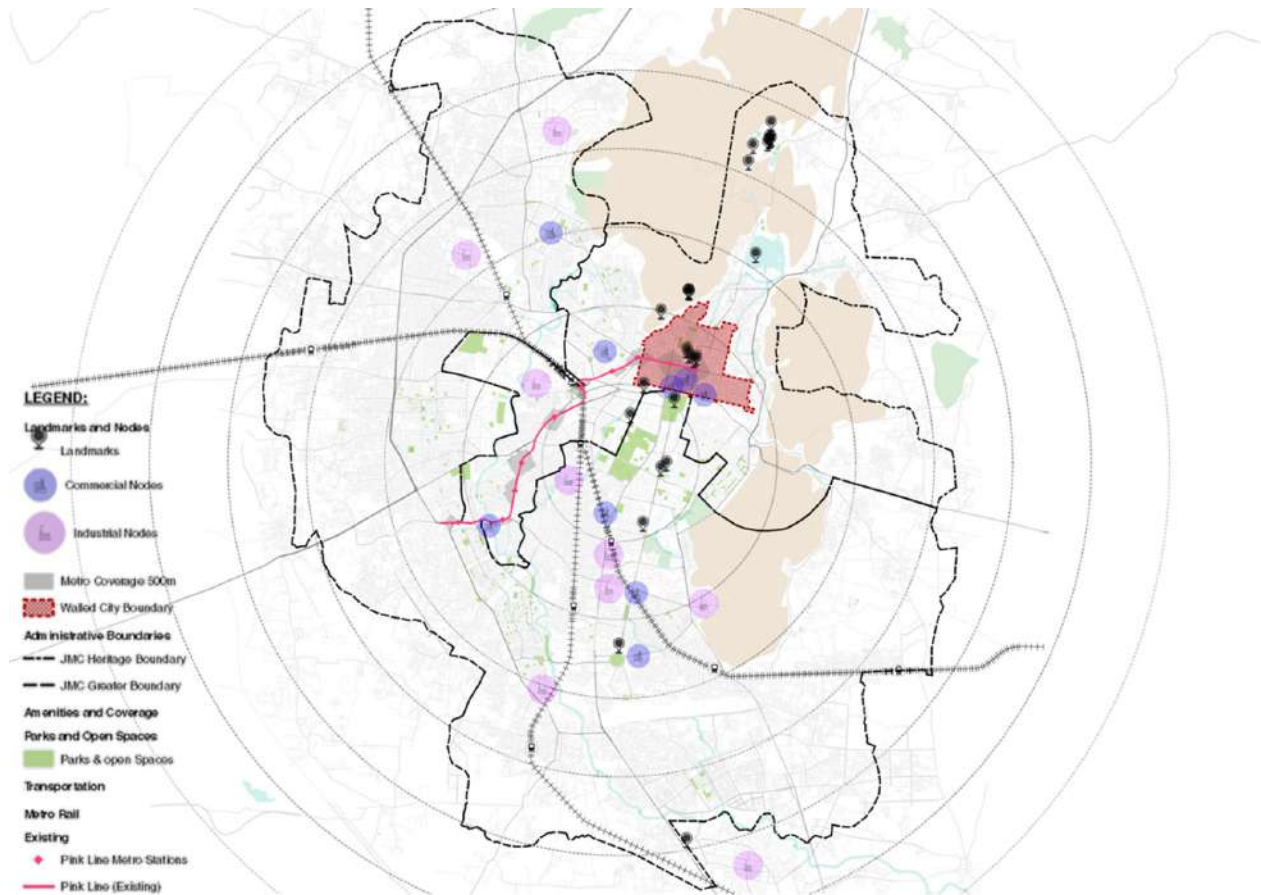 LEGEND:
Landmarks and Nodes
Landmarks
Commercial Nodes
Industrial Nodes
Metro Coverage 500m
Walled City Boundary
Administrative Boundaries
JMC Heritage Boundary
JMC Greater Boundary
Amenities and Coverage
Parks and Open Spaces
Parks & open Spaces
Transportation
Metro Rail
Existing
Pink Line Metro Stations
Pink Line (Existing)